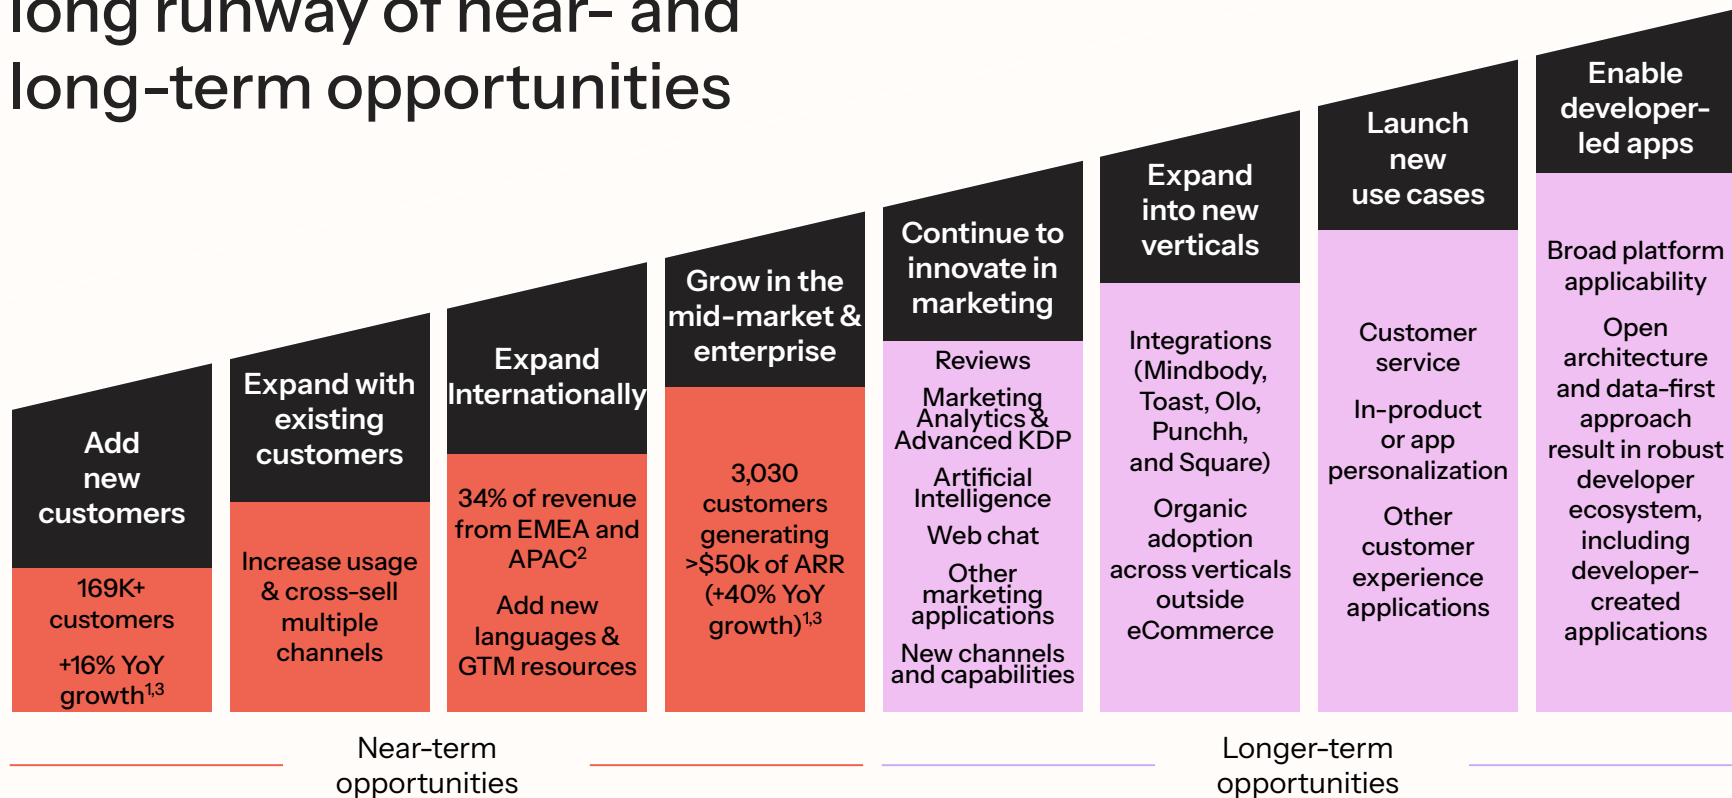 long runway of near- and
long-term opportunities
Add
new
customers
169K+
customers
+16% YoY
growth1,3
Expand with
existing
customers
Increase usage
& cross-sell
multiple
channels
Expand
Internationally
34% of revenue
from EMEA and
APAC2
Add new
languages &
GTM resources
Grow in the
mid-market &
enterprise
3,030
customers
generating
>$50k of ARR
(+40% YoY
growth)1,3
Continue to
innovate in
marketing
Reviews
Marketing
Analytics &
Advanced KDP
Artificial
Intelligence
Web chat
Other
marketing
applications
New channels
and capabilities
Expand
into new
verticals
Integrations
(Mindbody,
Toast, Olo,
Punchh,
and Square)
Organic
adoption
across verticals
outside
eCommerce
Launch
new
use cases
Customer
service
In-product
or app
personalization
Other
customer
experience
applications
Enable
developer-
led apps
Broad platform
applicability
Open
architecture
and data-first
approach
result in robust
developer
ecosystem,
including
developer-
created
applications
Near-term
opportunities
Longer-term
opportunities